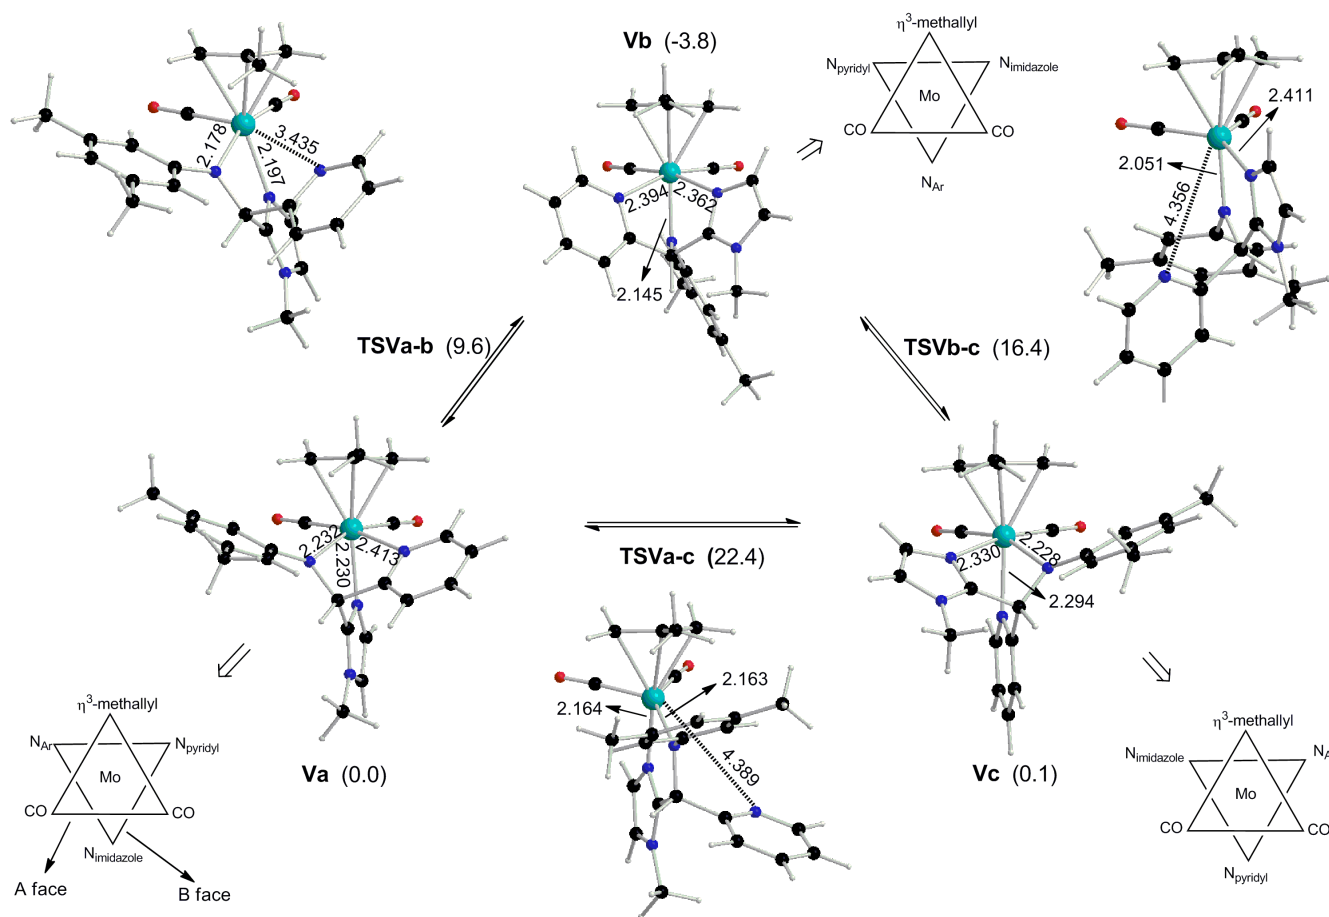 Vb (-3.8)
η3-methallyl
Npyridyl
Nimidazole
Mo
CO
CO
NAr
2.178
3.435
2.197
2.394
2.362
2.145
2.411
2.051
4.356
TSVa-b (9.6)
TSVb-c (16.4)
TSVa-c (22.4)
2.232
2.413
2.230
2.330
2.228
2.294
2.163
2.164
4.389
Va (0.0)
Vc (0.1)
η3-methallyl
NAr
Npyridyl
Mo
CO
CO
Nimidazole
A face
B face
η3-methallyl
Nimidazole
NA
Mo
CO
CO
Npyridyl